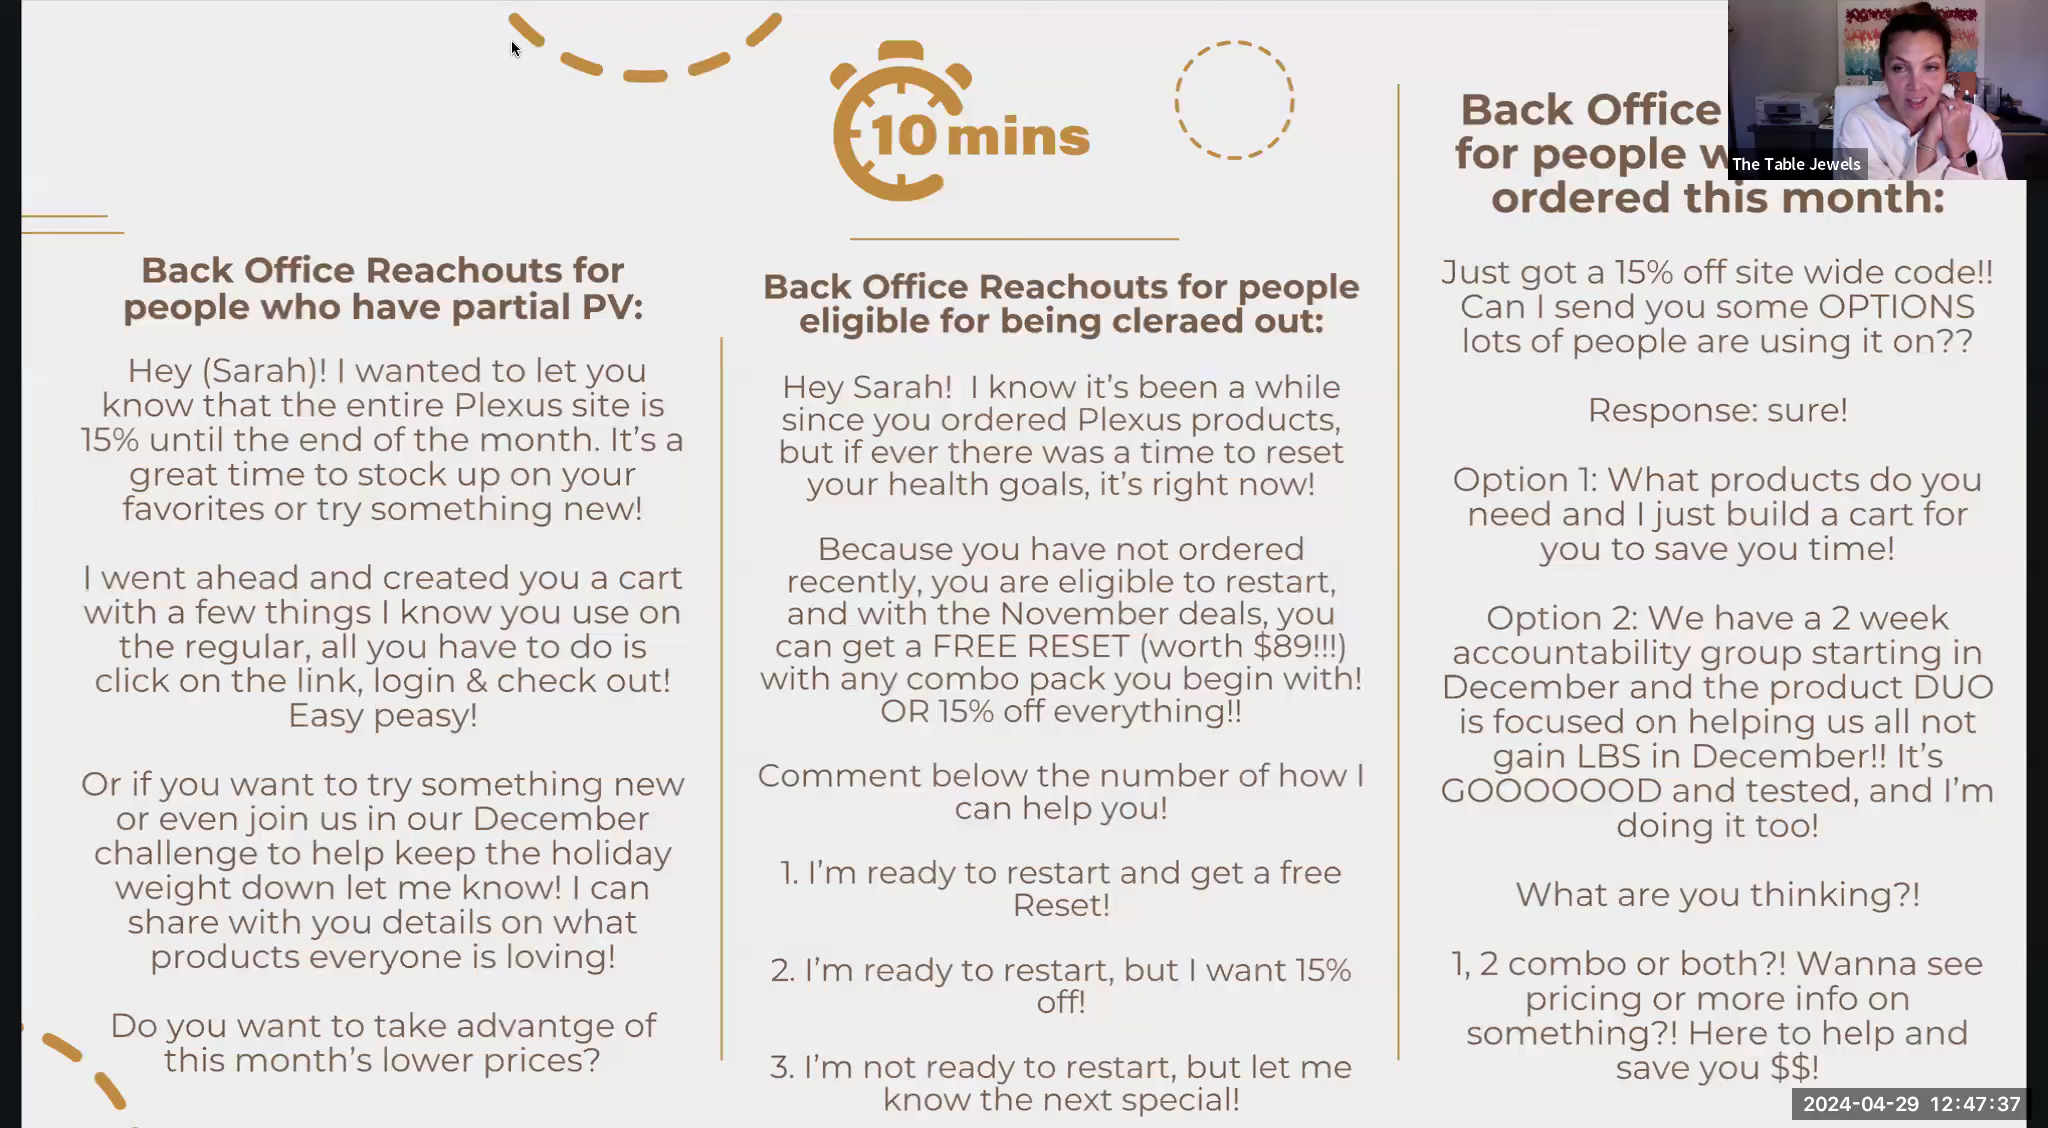 10 mins
Back Office Reachouts for
people who have partial PV:
Hey (Sarah)! I wanted to let you
know that the entire Plexus site is
15% until the end of the month. It’s a
great time to stock up on your
favorites or try something new!
I went ahead and created you a cart
with a few things I know you use on
the regular, all you have to do is
click on the link, login & check out!
Easy peasy!
Or if you want to try something new
or even join us in our December
challenge to help keep the holiday
weight down let me know! I can
share with you details on what
products everyone is loving!
Do you want to take advantge of
this month’s lower prices?
Back Office Reachouts for people
eligible for being cleraed out:
Hey Sarah!  I know it’s been a while
since you ordered Plexus products,
but if ever there was a time to reset
your health goals, it’s right now!
Because you have not ordered
recently, you are eligible to restart,
and with the November deals, you
can get a FREE RESET (worth $89!!!)
with any combo pack you begin with!
OR 15% off everything!!
Comment below the number of how I
can help you!
1. I’m ready to restart and get a free
Reset!
2. I’m ready to restart, but I want 15%
off!
3. I’m not ready to restart, but let me
know the next special!
Back Office
for people
ordered this month:
Just got a 15% off site wide code!!
Can I send you some OPTIONS
lots of people are using it on??
Response: sure!
Option 1: What products do you
need and I just build a cart for
you to save you time!
Option 2: We have a 2 week
accountability group starting in
December and the product DUO
is focused on helping us all not
gain LBS in December!! It’s
GOOOOOOD and tested, and I’m
doing it too!
What are you thinking?!
1, 2 combo or both?! Wanna see
pricing or more info on
something?! Here to help and
save you $$!
The Table Jewels
2024-04-29 12:47:37